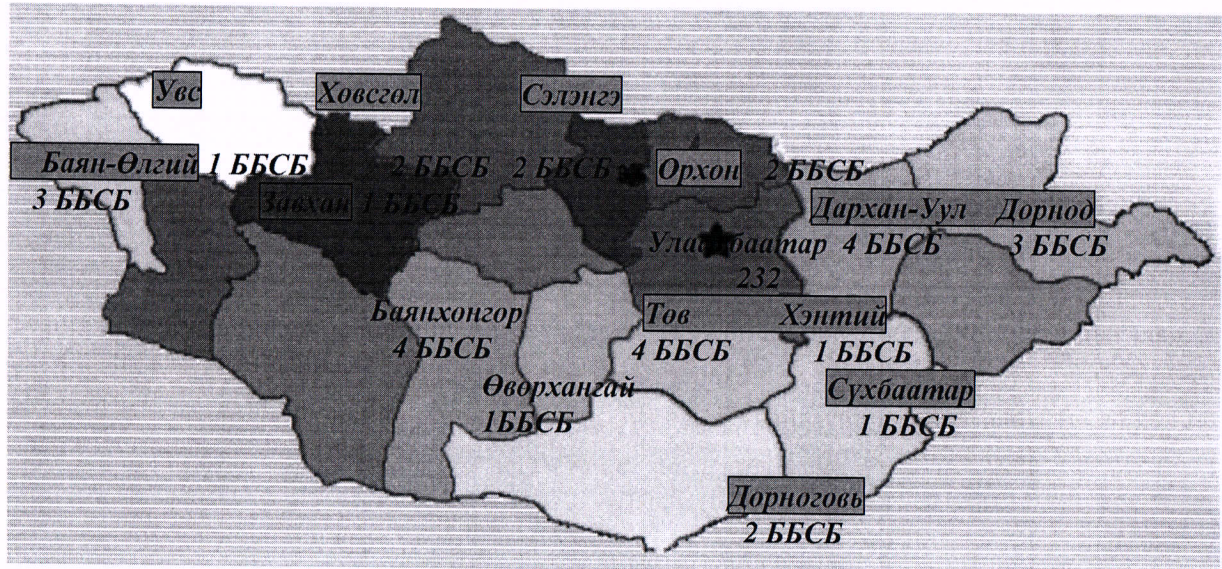 Увс Ховсгөл Сэлэнгэ
Баян-Өлгий 1 ББСБ 2 ББСБ 2 ББСБ Орхон 2 ББСБ
3 ББСБ Завхан 1 ББСБ Дархан-Уул Дорнод
Улаанбаатар 4 ББСБ 3 ББСБ
232
Баянхонгор Тов Хэнтий
4 ББСБ 4 ББСБ 1 ББСБ
Өворхангай Сухбаатар
1ББСБ 1 ББСБ
Дорноговь
2 ББСБ